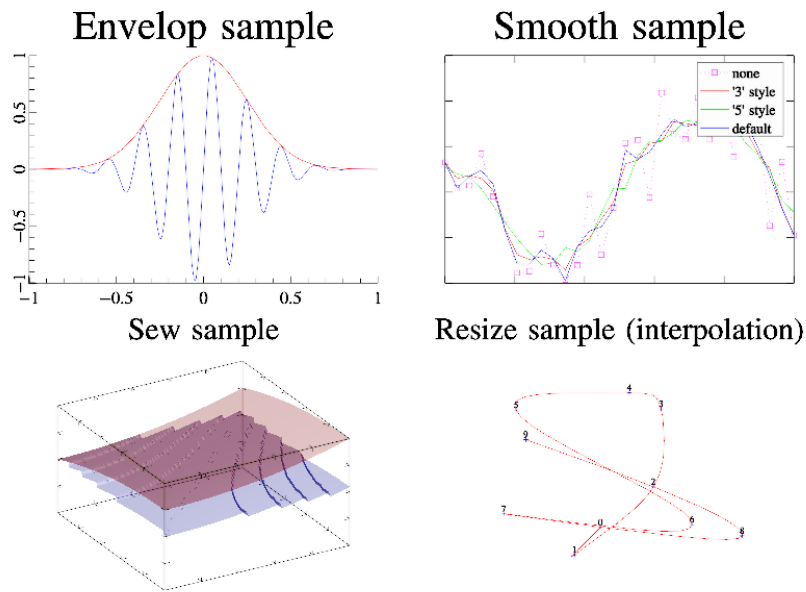 Envelop sample
1
0.5
0
−0.5
−1
−1
−0.5
0
0.5
1
Smooth sample
none
'3' style
'5' style
default
Sew sample
Resize sample (interpolation)
4
5
3
9
2
7
6
0
8
1